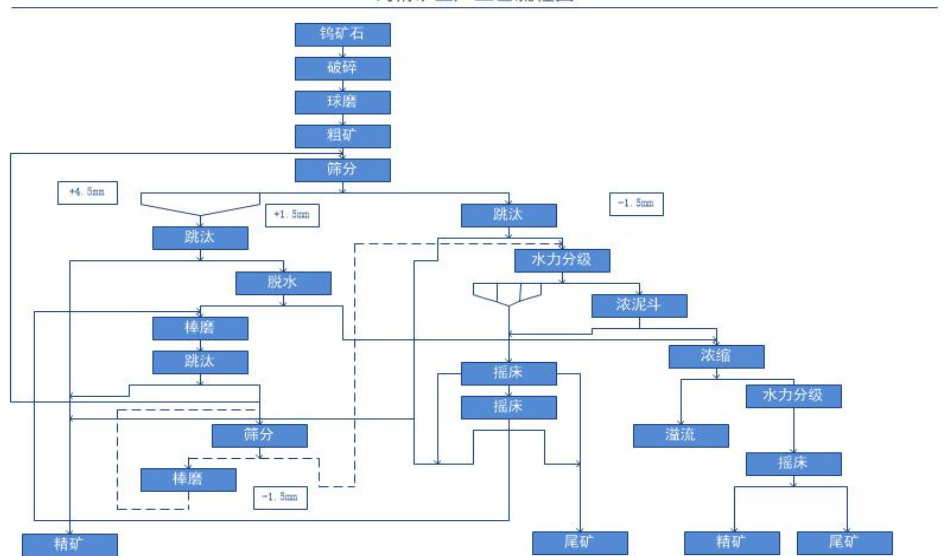 钨矿石
破碎
球磨
粗矿
筛分
+4.5mm
+1.5mm
-1.5mm
跳汰
跳汰
水力分级
脱水
浓泥斗
棒磨
跳汰
浓缩
摇床
水力分级
摇床
筛分
溢流
摇床
棒磨
-1.5mm
精矿
尾矿
精矿
尾矿